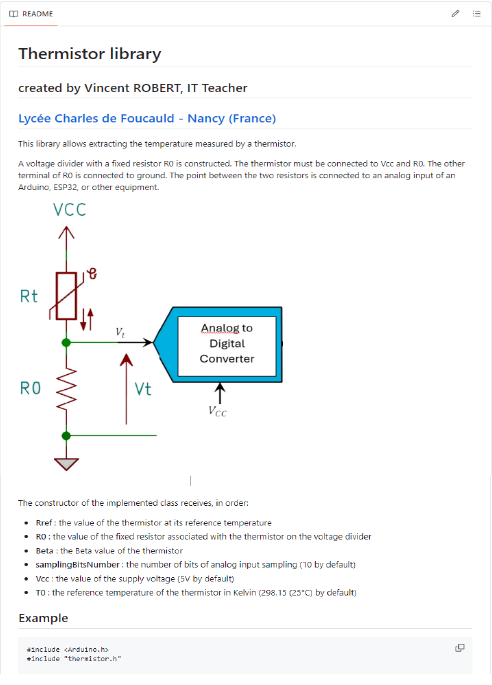 README
Thermistor library
created by Vincent ROBERT, IT Teacher
Lycée Charles de Foucauld - Nancy (France)
This library allows extracting the temperature measured by a thermistor.
A voltage divider with a fixed resistor R0 is constructed. The thermistor must be connected to Vcc and R0. The other
terminal of R0 is connected to ground. The point between the two resistors is connected to an analog input of an
Arduino, ESP32, or other equipment.
VCC
ϑ
Rt
Vt
Analog to
Digital
Converter
R0
Vt
VCC
The constructor of the implemented class receives, in order:
• Rref : the value of the thermistor at its reference temperature
• R0 : the value of the fixed resistor associated with the thermistor on the voltage divider
• Beta : the Beta value of the thermistor
• samplingBitsNumber : the number of bits of analog input sampling (10 by default)
• Vcc : the value of the supply voltage (5V by default)
• T0 : the reference temperature of the thermistor in Kelvin (298.15 (25°C) by default)
Example
#include <Arduino.h>
#include "thermistor.h"